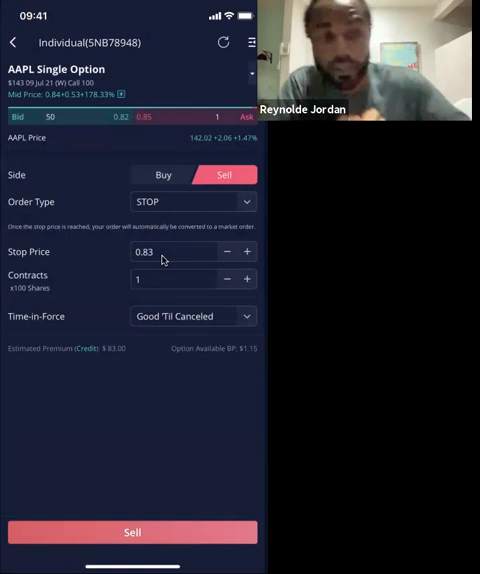 09:41
Individual(5NB78948)
AAPL Single Option
$143 09 Jul 21 (W) Call 100
Mid Price: 0.84+0.53+178.33%
Bid 50 0.82 0.85 1 Ask
AAPL Price 142.02 +2.06 +1.47%
Side Buy Sell
Order Type STOP
Once the stop price is reached, your order will automatically be converted to a market order.
Stop Price 0.83 − +
Contracts 1 − +
x100 Shares
Time-in-Force Good 'Til Canceled
Estimated Premium (Credit): $ 83.00 Option Available BP: $1.15
Sell
Reynolde Jordan